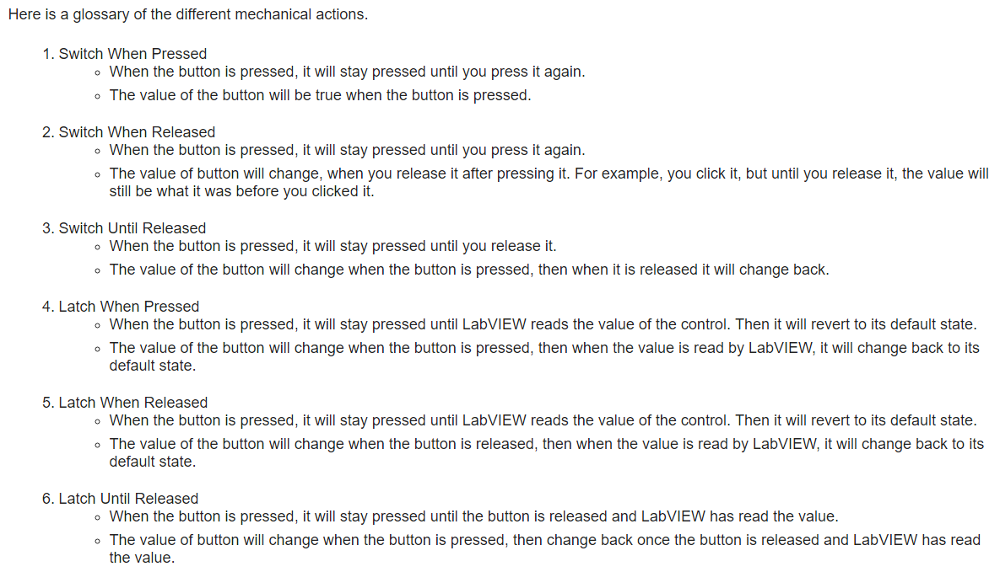 Here is a glossary of the different mechanical actions.
1. Switch When Pressed
◦ When the button is pressed, it will stay pressed until you press it again.
◦ The value of the button will be true when the button is pressed.
2. Switch When Released
◦ When the button is pressed, it will stay pressed until you press it again.
◦ The value of button will change, when you release it after pressing it. For example, you click it, but until you release it, the value will
still be what it was before you clicked it.
3. Switch Until Released
◦ When the button is pressed, it will stay pressed until you release it.
◦ The value of the button will change when the button is pressed, then when it is released it will change back.
4. Latch When Pressed
◦ When the button is pressed, it will stay pressed until LabVIEW reads the value of the control. Then it will revert to its default state.
◦ The value of the button will change when the button is pressed, then when the value is read by LabVIEW, it will change back to its
default state.
5. Latch When Released
◦ When the button is pressed, it will stay pressed until LabVIEW reads the value of the control. Then it will revert to its default state.
◦ The value of the button will change when the button is released, then when the value is read by LabVIEW, it will change back to its
default state.
6. Latch Until Released
◦ When the button is pressed, it will stay pressed until the button is released and LabVIEW has read the value.
◦ The value of button will change when the button is pressed, then change back once the button is released and LabVIEW has read
the value.